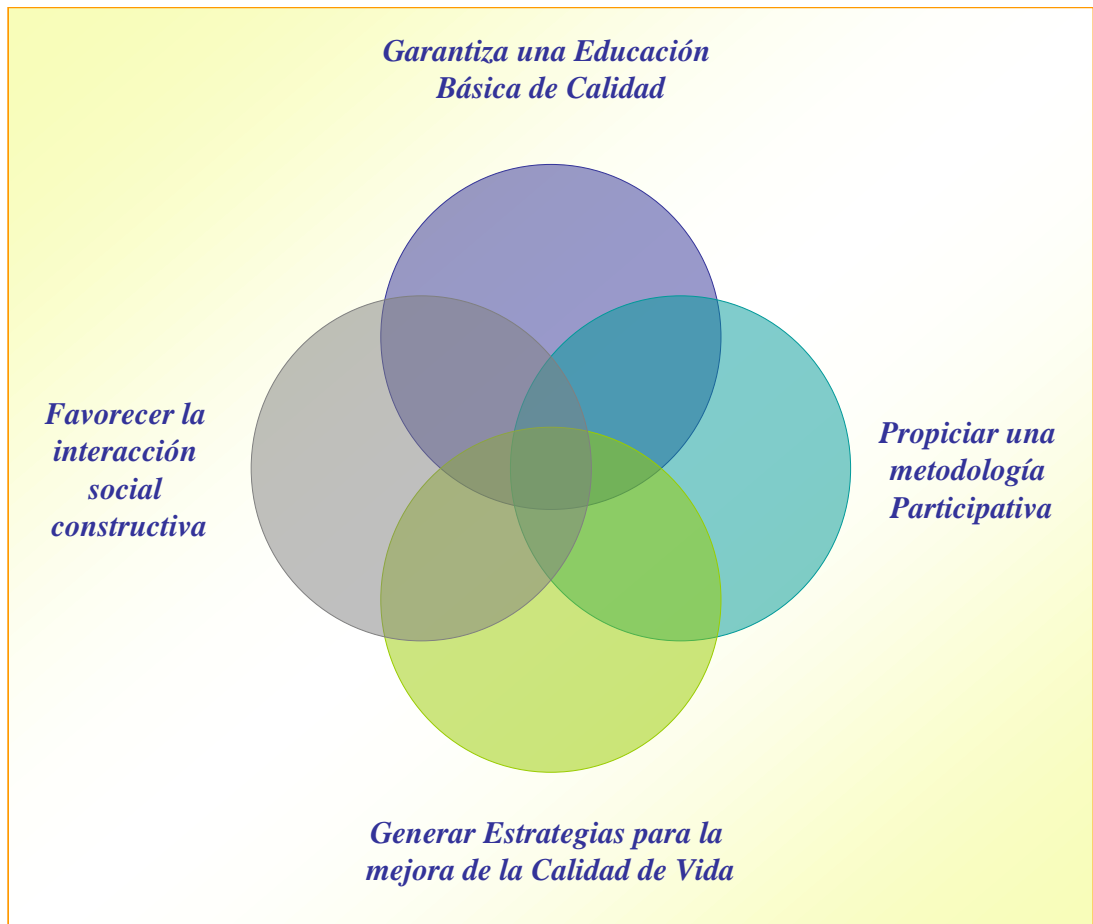 Garantiza una Educación
Básica de Calidad
Favorecer la
interacción
social
constructiva
Propiciar una
metodología
Participativa
Generar Estrategias para la
mejora de la Calidad de Vida